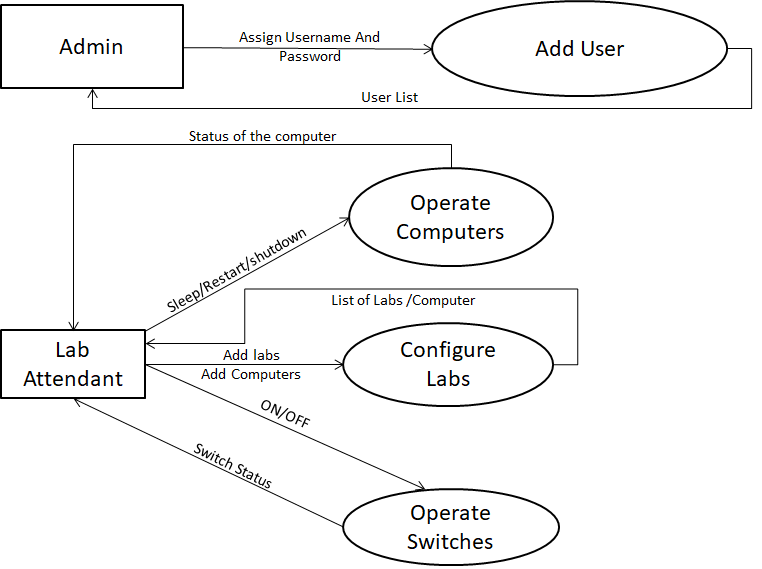 Admin
Assign Username And
Password
Add User
User List
Status of the computer
Operate
Computers
Sleep/Restart/shutdown
List of Labs /Computer
Lab
Attendant
Add labs
Add Computers
Configure
Labs
ON/OFF
Switch Status
Operate
Switches